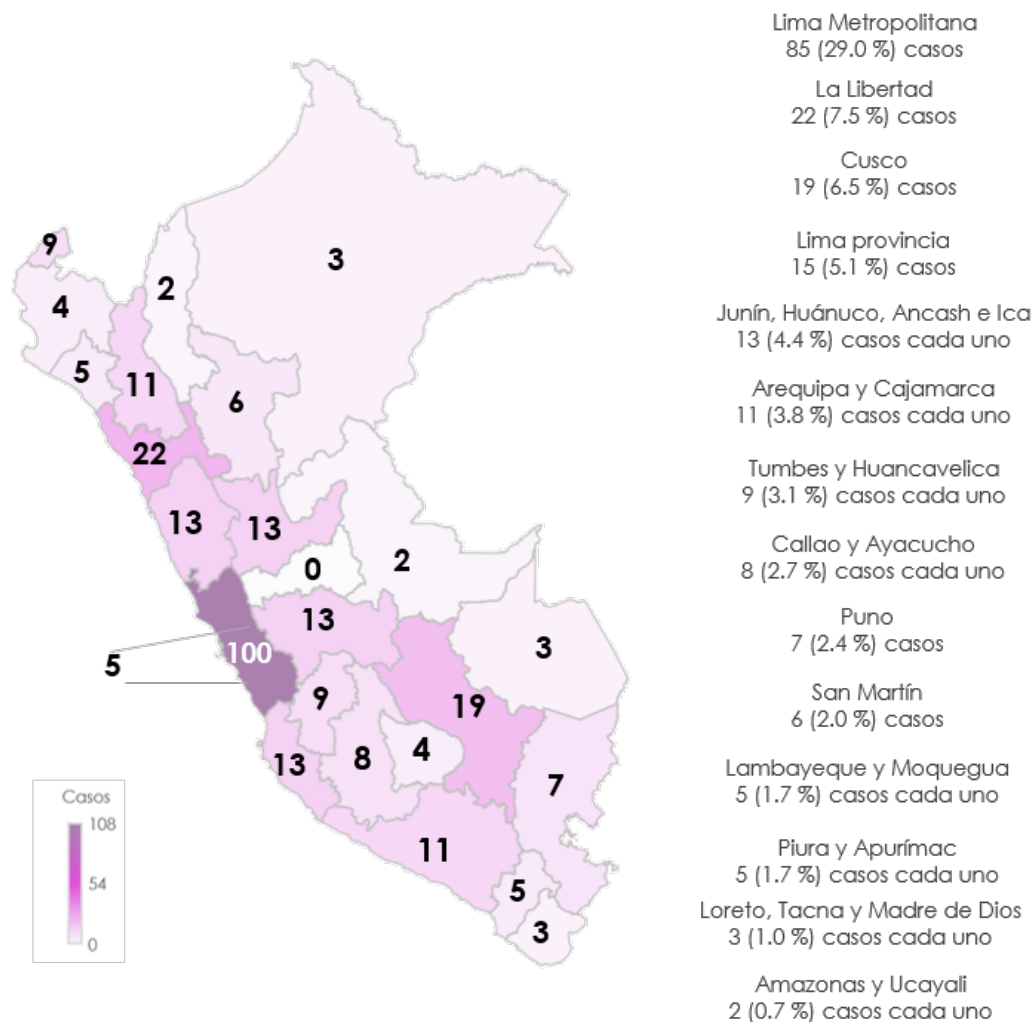 Lima Metropolitana
85 (29.0 %) casos
La Libertad
22 (7.5 %) casos
Cusco
19 (6.5 %) casos
Lima provincia
15 (5.1 %) casos
Junín, Huánuco, Ancash e Ica
13 (4.4 %) casos cada uno
Arequipa y Cajamarca
11 (3.8 %) casos cada uno
Tumbes y Huancavelica
9 (3.1 %) casos cada uno
Callao y Ayacucho
8 (2.7 %) casos cada uno
Puno
7 (2.4 %) casos
San Martín
6 (2.0 %) casos
Lambayeque y Moquegua
5 (1.7 %) casos cada uno
Piura y Apurímac
5 (1.7 %) casos cada uno
Loreto, Tacna y Madre de Dios
3 (1.0 %) casos cada uno
Amazonas y Ucayali
2 (0.7 %) casos cada uno
9
3
2
4
5
11
6
22
13
13
0
2
13
5
100
3
9
19
13
8
4
7
11
5
3
Casos
108
54
0